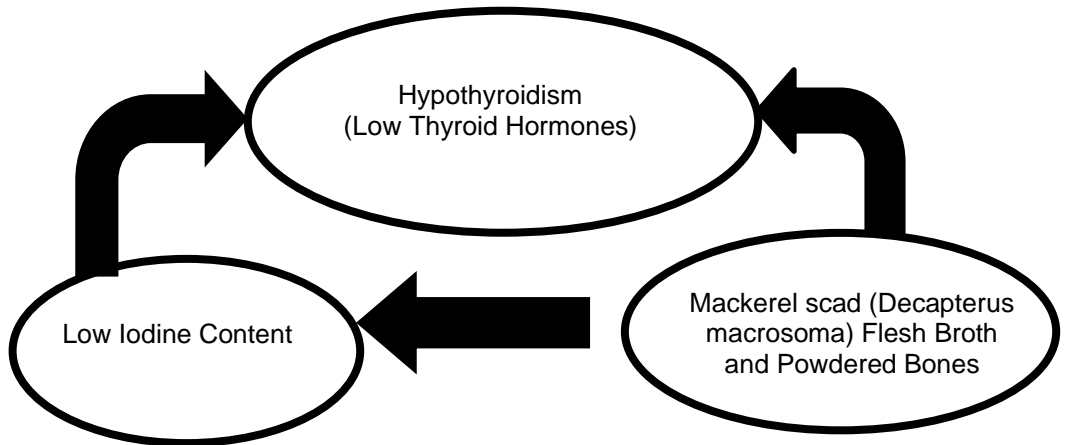 Hypothyroidism
(Low Thyroid Hormones)
Low Iodine Content
Mackerel scad (Decapterus
macrosoma) Flesh Broth
and Powdered Bones